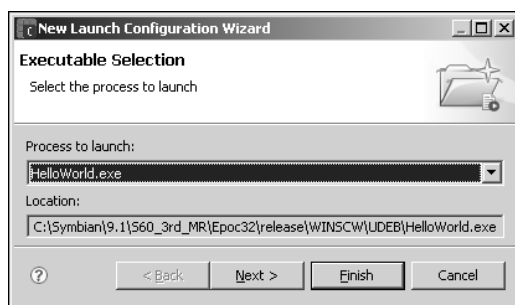 New Launch Configuration Wizard
Executable Selection
Select the process to launch
Process to launch:
HelloWorld.exe
Location:
C:\Symbian\9.1\S60_3rd_MR\Epoc32\release\WINSCW\UDEB\HelloWorld.exe
? < Back Next > Finish Cancel